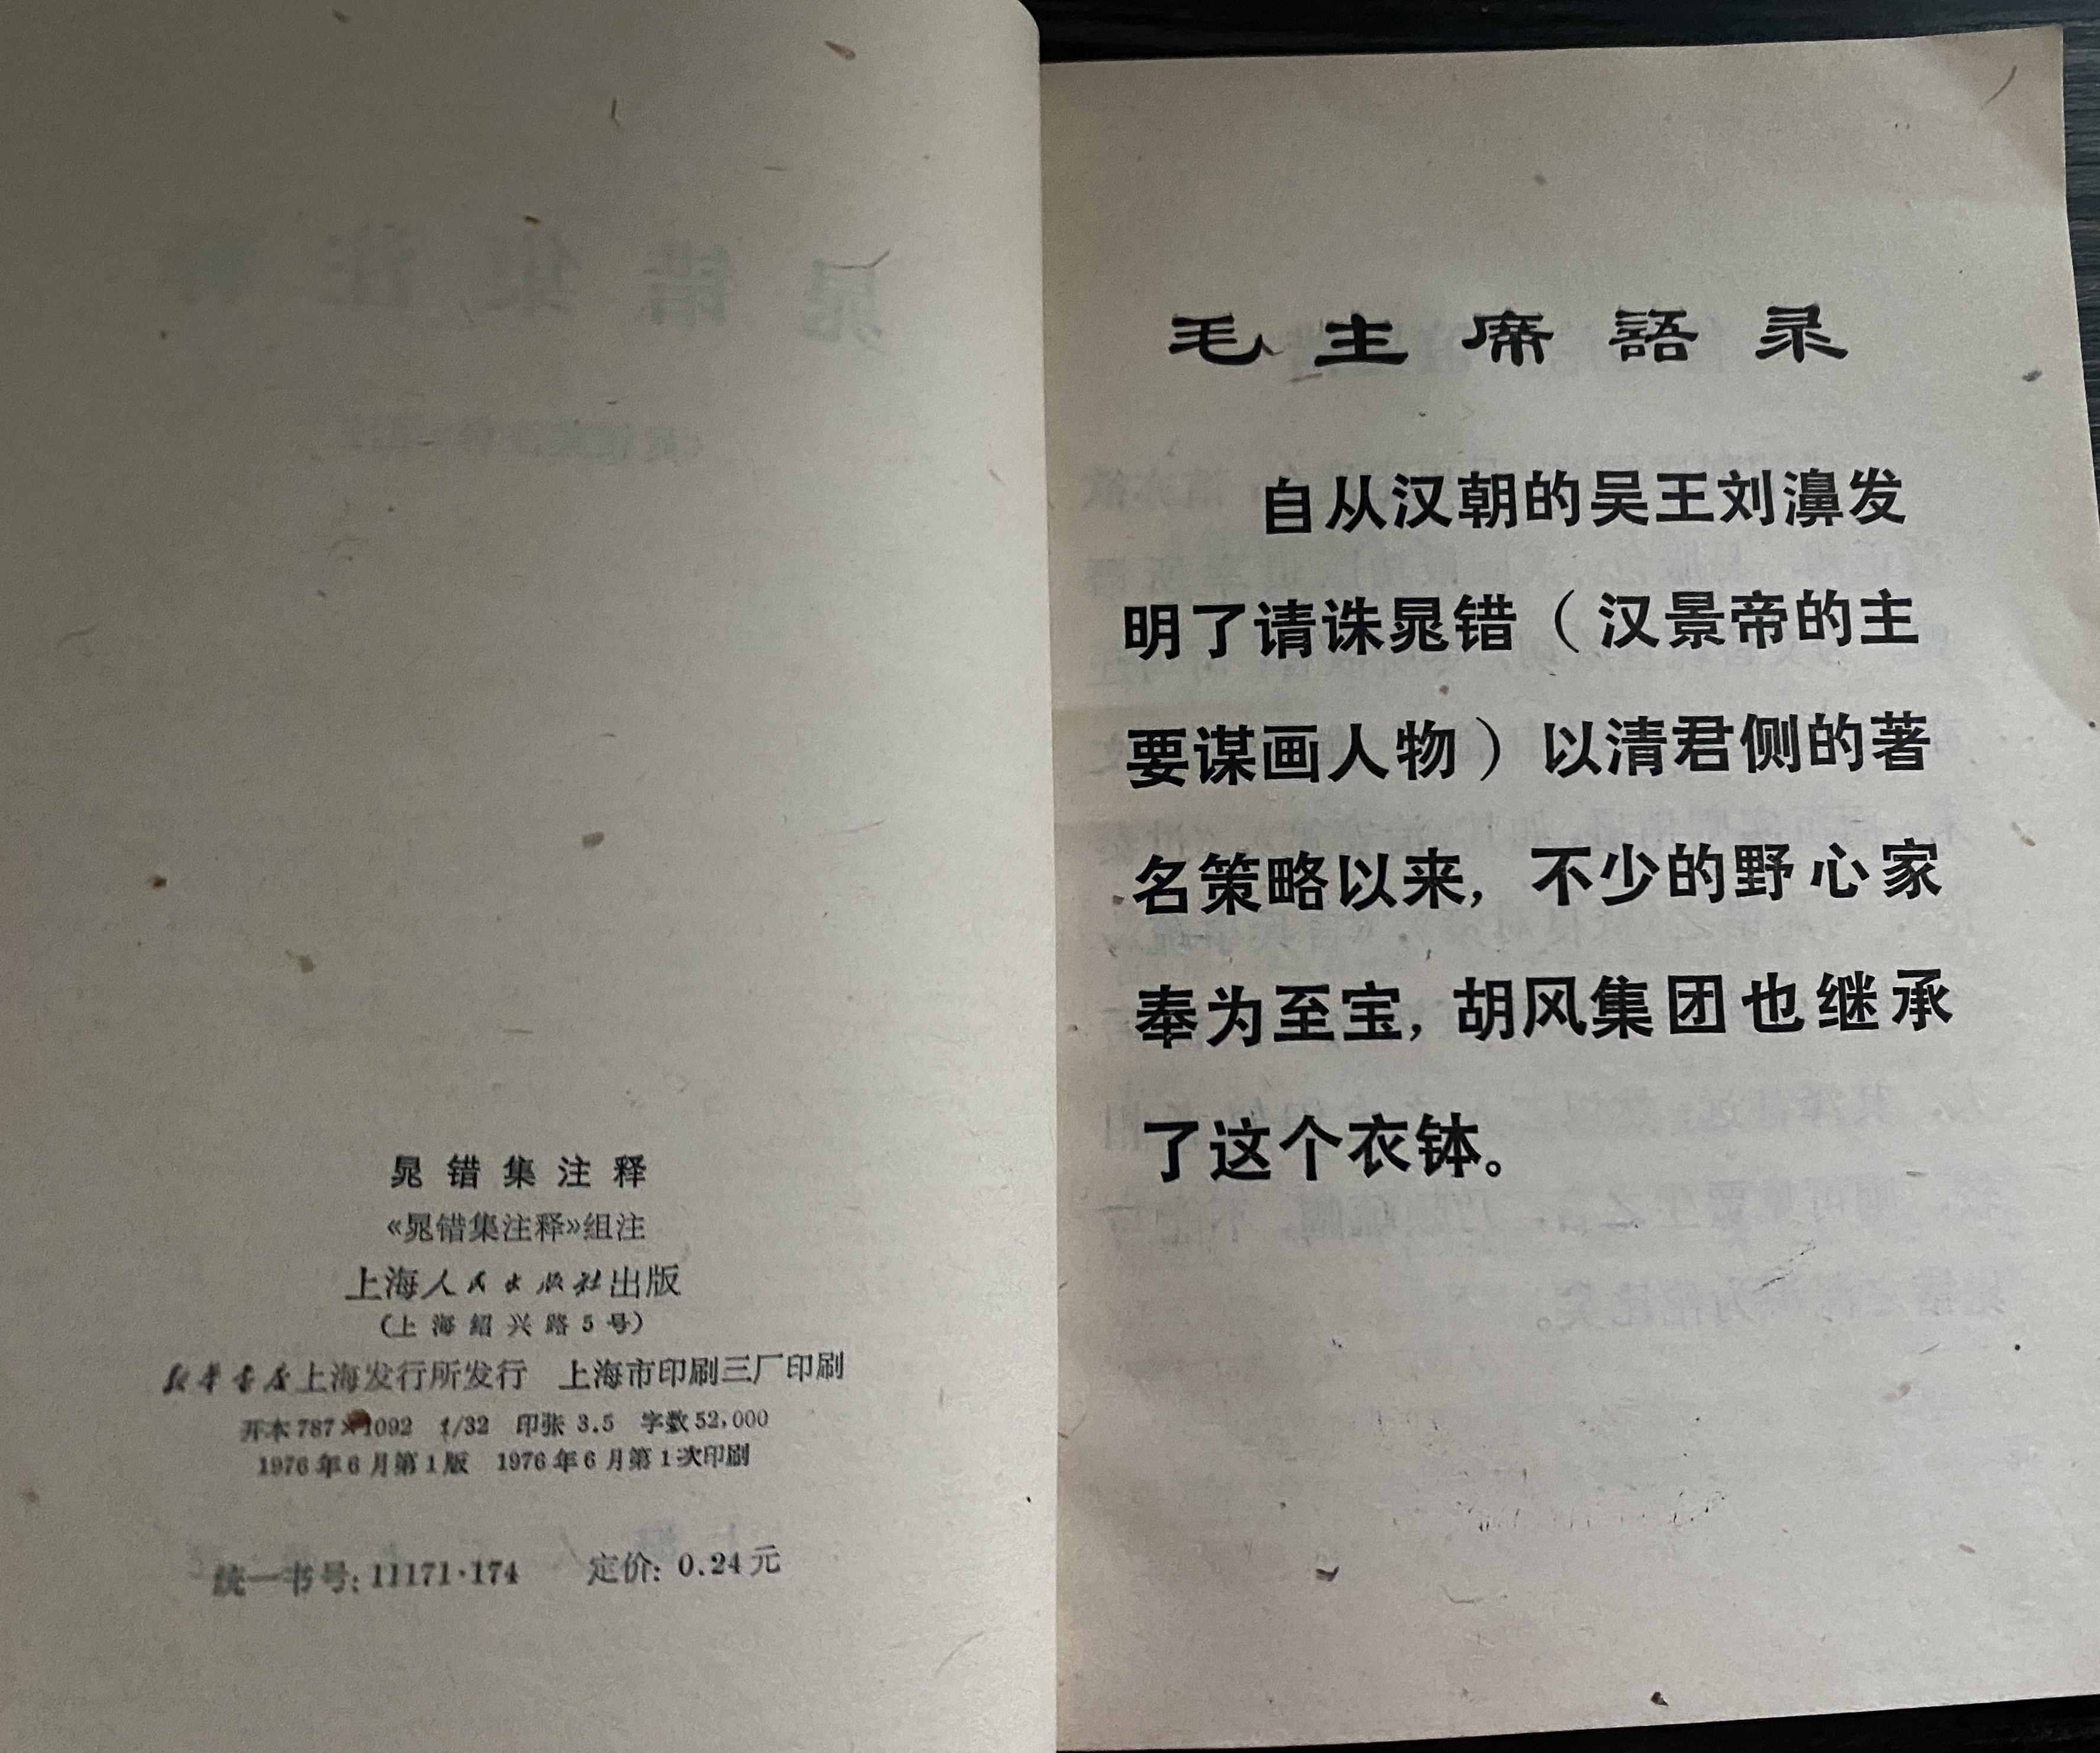 晁错集注释
《晁错集注释》组注
上海人民出版社出版
(上海绍兴路5号)
新华书店上海发行所发行 上海市印刷三厂印刷
开本787×1092 1/32 印张 3.5 字数52,000
1976年6月第1版 1976年6月第1次印刷
统一书号: 11171·174 定价: 0.24元
毛主席語录
自从汉朝的吴王刘濞发
明了请诛晁错（汉景帝的主
要谋画人物）以清君侧的著
名策略以来，不少的野心家
奉为至宝，胡风集团也继承
了这个衣钵。